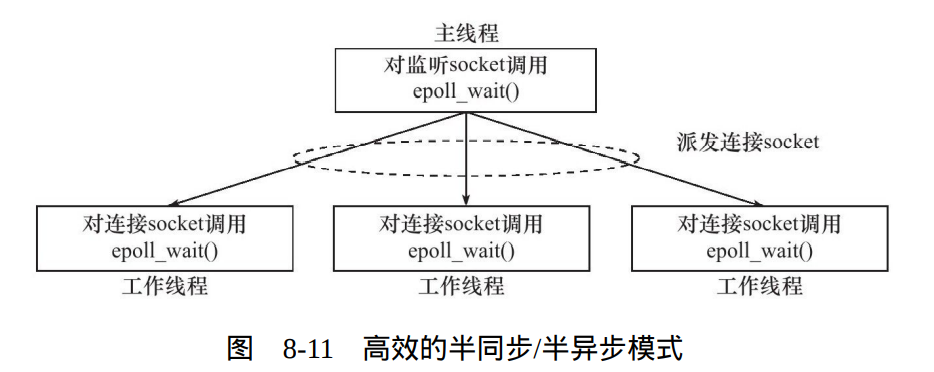 主线程
对监听socket调用
epoll_wait()
派发连接socket
对连接socket调用
epoll_wait()
工作线程
对连接socket调用
epoll_wait()
工作线程
对连接socket调用
epoll_wait()
工作线程
图 8-11 高效的半同步/半异步模式